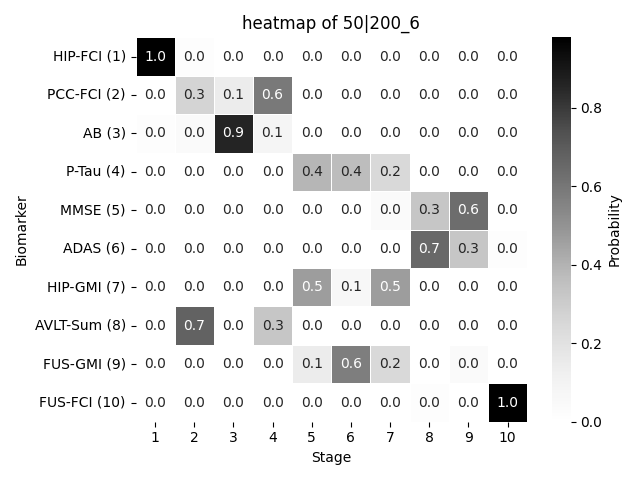 heatmap of 50|200_6
HIP-FCI (1) 1.0 0.0 0.0 0.0 0.0 0.0 0.0 0.0 0.0 0.0
PCC-FCI (2) 0.0 0.3 0.1 0.6 0.0 0.0 0.0 0.0 0.0 0.0
AB (3) 0.0 0.0 0.9 0.1 0.0 0.0 0.0 0.0 0.0 0.0
P-Tau (4) 0.0 0.0 0.0 0.0 0.4 0.4 0.2 0.0 0.0 0.0
MMSE (5) 0.0 0.0 0.0 0.0 0.0 0.0 0.0 0.3 0.6 0.0
ADAS (6) 0.0 0.0 0.0 0.0 0.0 0.0 0.0 0.7 0.3 0.0
HIP-GMI (7) 0.0 0.0 0.0 0.0 0.5 0.1 0.5 0.0 0.0 0.0
AVLT-Sum (8) 0.0 0.7 0.0 0.3 0.0 0.0 0.0 0.0 0.0 0.0
FUS-GMI (9) 0.0 0.0 0.0 0.0 0.1 0.6 0.2 0.0 0.0 0.0
FUS-FCI (10) 0.0 0.0 0.0 0.0 0.0 0.0 0.0 0.0 0.0 1.0
1 2 3 4 5 6 7 8 9 10
Stage
Biomarker
0.8
0.6
0.4
0.2
0.0
Probability